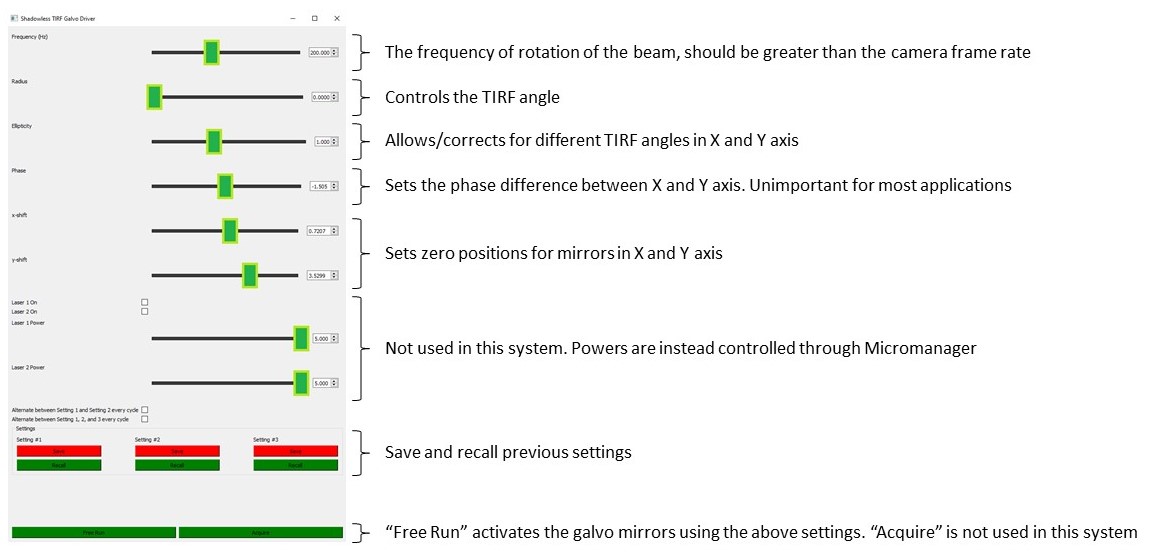 Shadowless TIRF Galvo Driver
Frequency (Hz)
200.000
The frequency of rotation of the beam, should be greater than the camera frame rate
Radius
0.0000
Controls the TIRF angle
Ellipticity
1.000
Allows/corrects for different TIRF angles in X and Y axis
Phase
-1.505
Sets the phase difference between X and Y axis. Unimportant for most applications
x-shift
0.7207
Sets zero positions for mirrors in X and Y axis
y-shift
3.5299
Laser 1 On
Laser 2 On
Laser 1 Power
5.000
Not used in this system. Powers are instead controlled through Micromanager
Laser 2 Power
5.000
Alternate between Setting 1 and Setting 2 every cycle
Alternate between Setting 1, 2, and 3 every cycle
Settings
Setting #1 Setting #2 Setting #3
Save Save Save
Recall Recall Recall
Save and recall previous settings
Free Run Acquire
“Free Run” activates the galvo mirrors using the above settings. “Acquire” is not used in this system